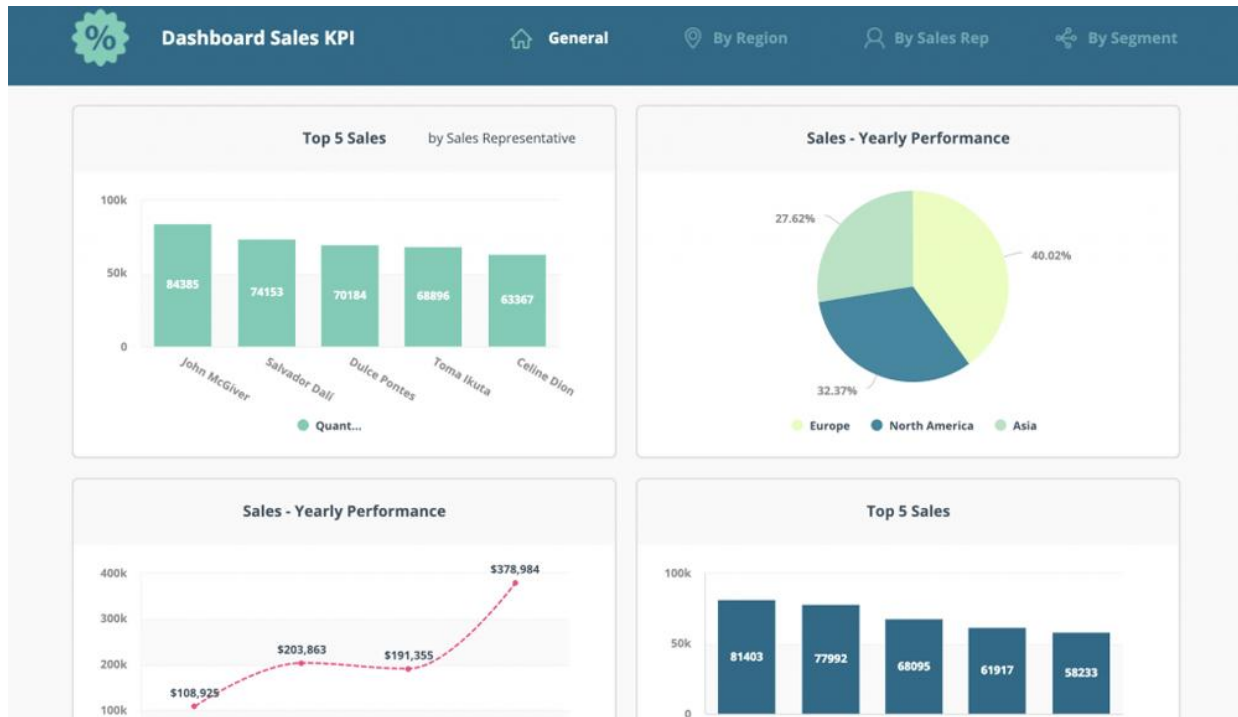 %
Dashboard Sales KPI
General
By Region
By Sales Rep
By Segment
Top 5 Sales
by Sales Representative
100k
50k
0
84385
74153
70184
68896
63367
John McGiver
Salvador Dalí
Dulce Pontes
Toma Ikuta
Celine Dion
Quant...
Sales - Yearly Performance
27.62%
40.02%
32.37%
Europe
North America
Asia
Sales - Yearly Performance
400k
300k
200k
100k
$108,925
$203,863
$191,355
$378,984
Top 5 Sales
100k
50k
0
81403
77992
68095
61917
58233